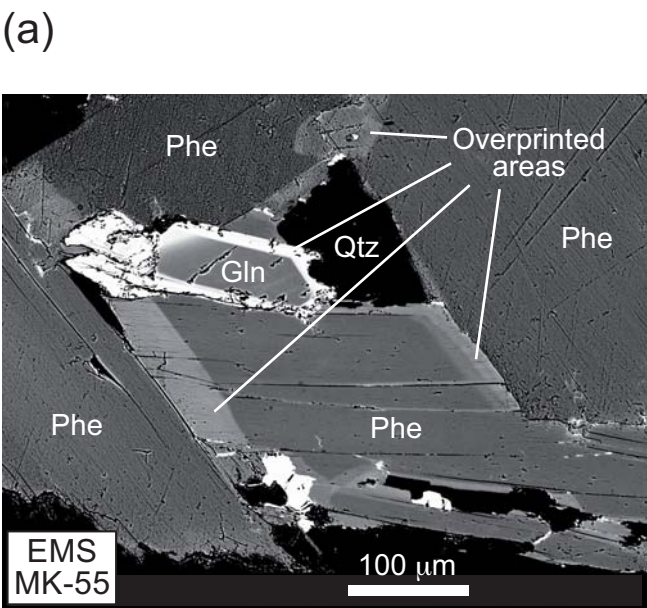 (a)
Phe
Overprinted
areas
Phe
Qtz
Gln
Phe
Phe
EMS
MK-55
100 μm